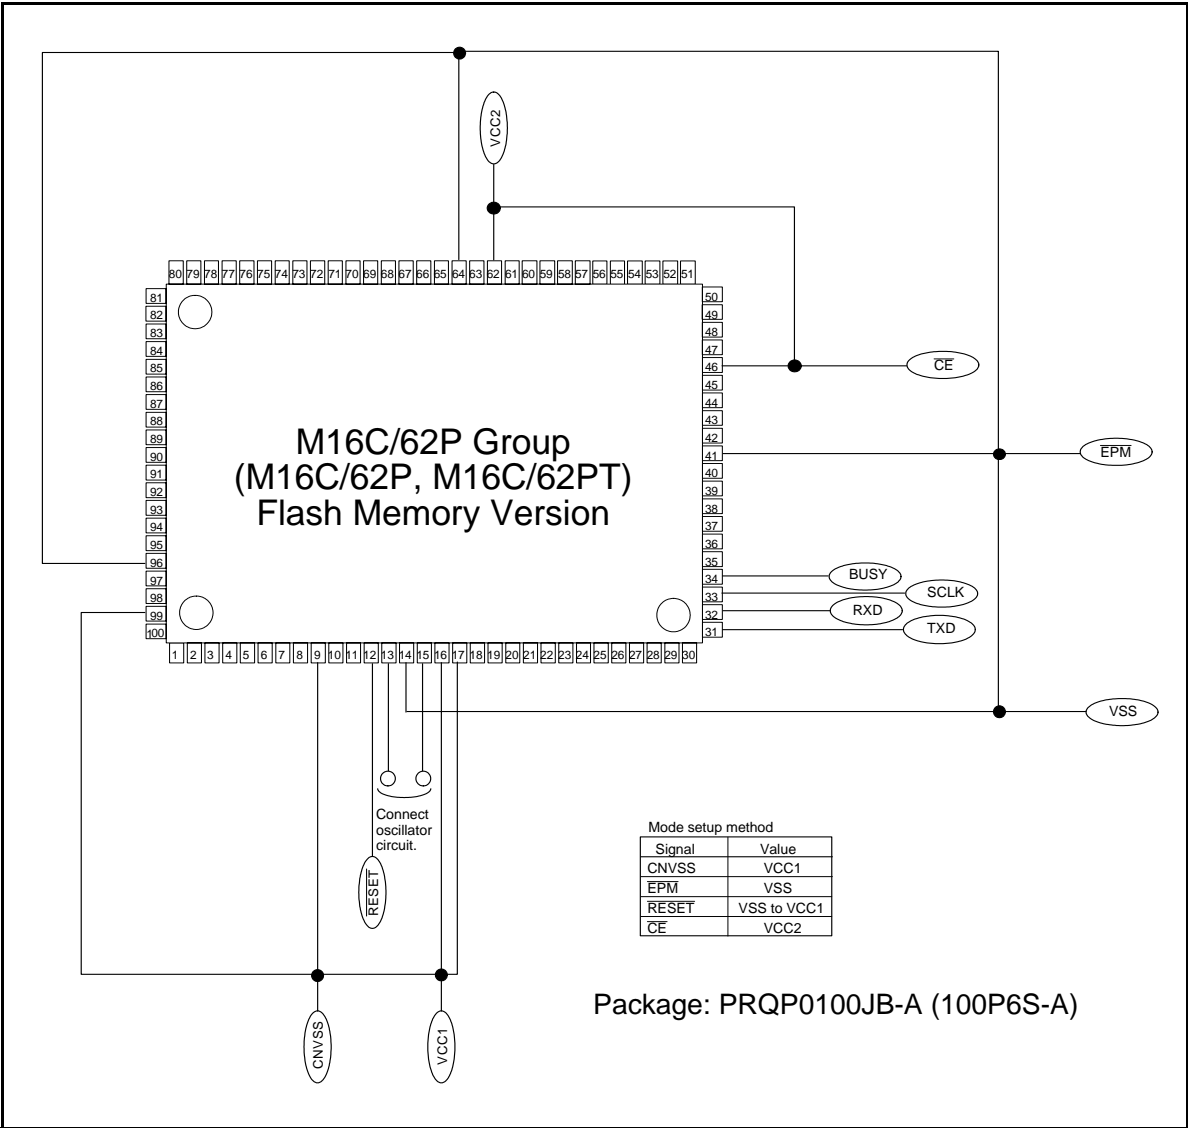 VCC2
80 79 78 77 76 75 74 73 72 71 70 69 68 67 66 65 64 63 62 61 60 59 58 57 56 55 54 53 52 51
81
82
83
84
85
86
87
88
89
90
91
92
93
94
95
96
97
98
99
100
50
49
48
47
46
45
44
43
42
41
40
39
38
37
36
35
34
33
32
31
M16C/62P Group
(M16C/62P, M16C/62PT)
Flash Memory Version
CE
EPM
BUSY
SCLK
RXD
TXD
1 2 3 4 5 6 7 8 9 10 11 12 13 14 15 16 17 18 19 20 21 22 23 24 25 26 27 28 29 30
VSS
Connect
oscillator
circuit.
RESET
Mode setup method
Signal Value
CNVSS VCC1
EPM VSS
RESET VSS to VCC1
CE VCC2
Package: PRQP0100JB-A (100P6S-A)
CNVSS
VCC1